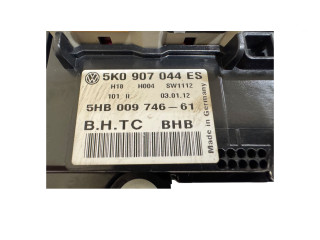 5K0 907 044 ES
H18 H004 SW1112
101 R 03.01.12
5HB 009 746-61
B.H.TC BHB
Made in Germany